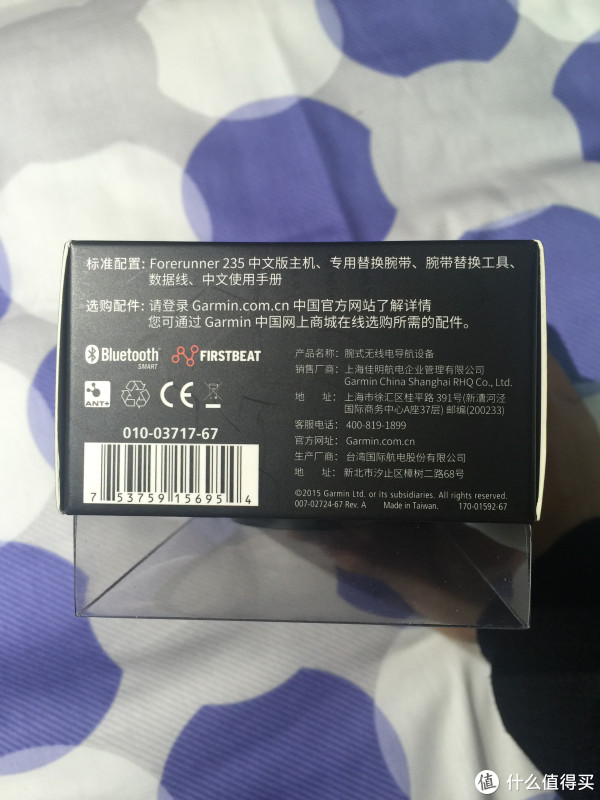 标准配置: Forerunner 235 中文版主机、专用替换腕带、腕带替换工具、
数据线、中文使用手册
选购配件: 请登录 Garmin.com.cn 中国官方网站了解详情
您可通过 Garmin 中国网上商城在线选购所需的配件。
Bluetooth
SMART
FIRSTBEAT
ANT+
CE
010-03717-67
7 53759 15695 4
产品名称: 腕式无线电导航设备
销售厂商: 上海佳明航电企业管理有限公司
Garmin China Shanghai RHQ Co., Ltd.
地 址: 上海市徐汇区桂平路 391号(新漕河泾
国际商务中心A座37层) 邮编(200233)
客服电话: 400-819-1899
官方网址: Garmin.com.cn
生产厂商: 台湾国际航电股份有限公司
地 址: 新北市汐止区樟树二路68号
©2015 Garmin Ltd. or its subsidiaries. All rights reserved.
007-02724-67 Rev. A Made in Taiwan. 170-01592-67
值 什么值得买